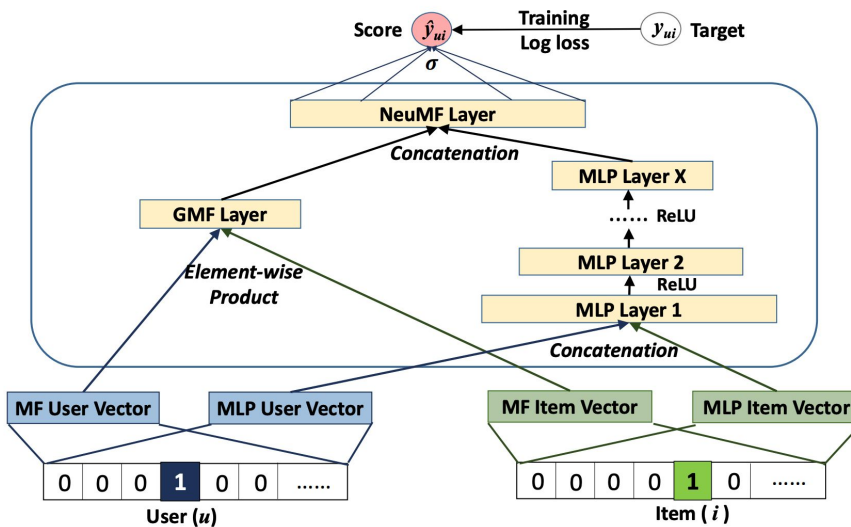 Score ŷui Training yui Target
Log loss
σ
NeuMF Layer
Concatenation
MLP Layer X
GMF Layer
...... ReLU
Element-wise
Product
MLP Layer 2
ReLU
MLP Layer 1
Concatenation
MF User Vector MLP User Vector MF Item Vector MLP Item Vector
0 0 0 1 0 0 ...... 0 0 0 0 1 0 ......
User (u) Item ( i )